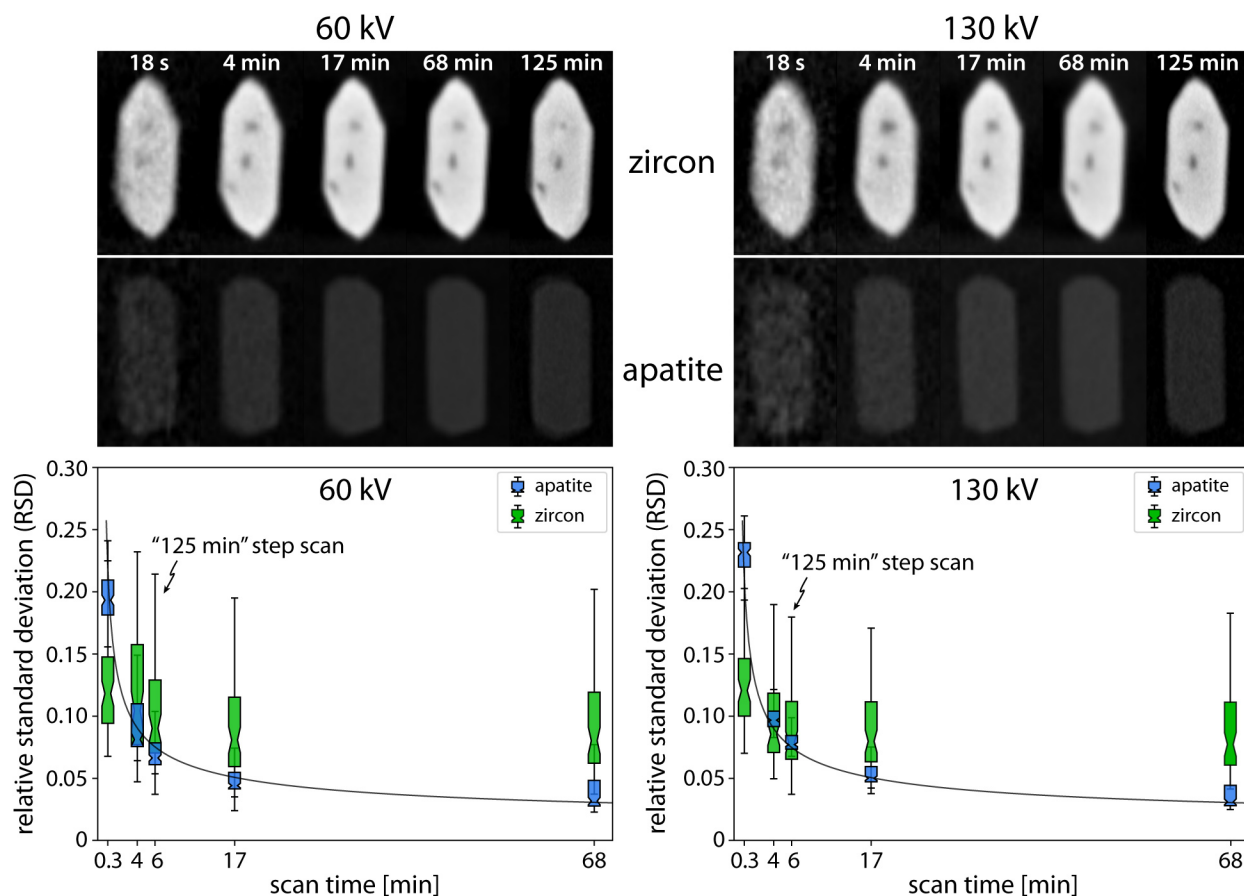 60 kV
18 s 4 min 17 min 68 min 125 min
130 kV
18 s 4 min 17 min 68 min 125 min
zircon
apatite
60 kV
relative standard deviation (RSD)
0.30
0.25
0.20
0.15
0.10
0.05
0
apatite
zircon
“125 min” step scan
0.3 4 6 17 68
scan time [min]
130 kV
relative standard deviation (RSD)
0.30
0.25
0.20
0.15
0.10
0.05
0
apatite
zircon
“125 min” step scan
0.3 4 6 17 68
scan time [min]